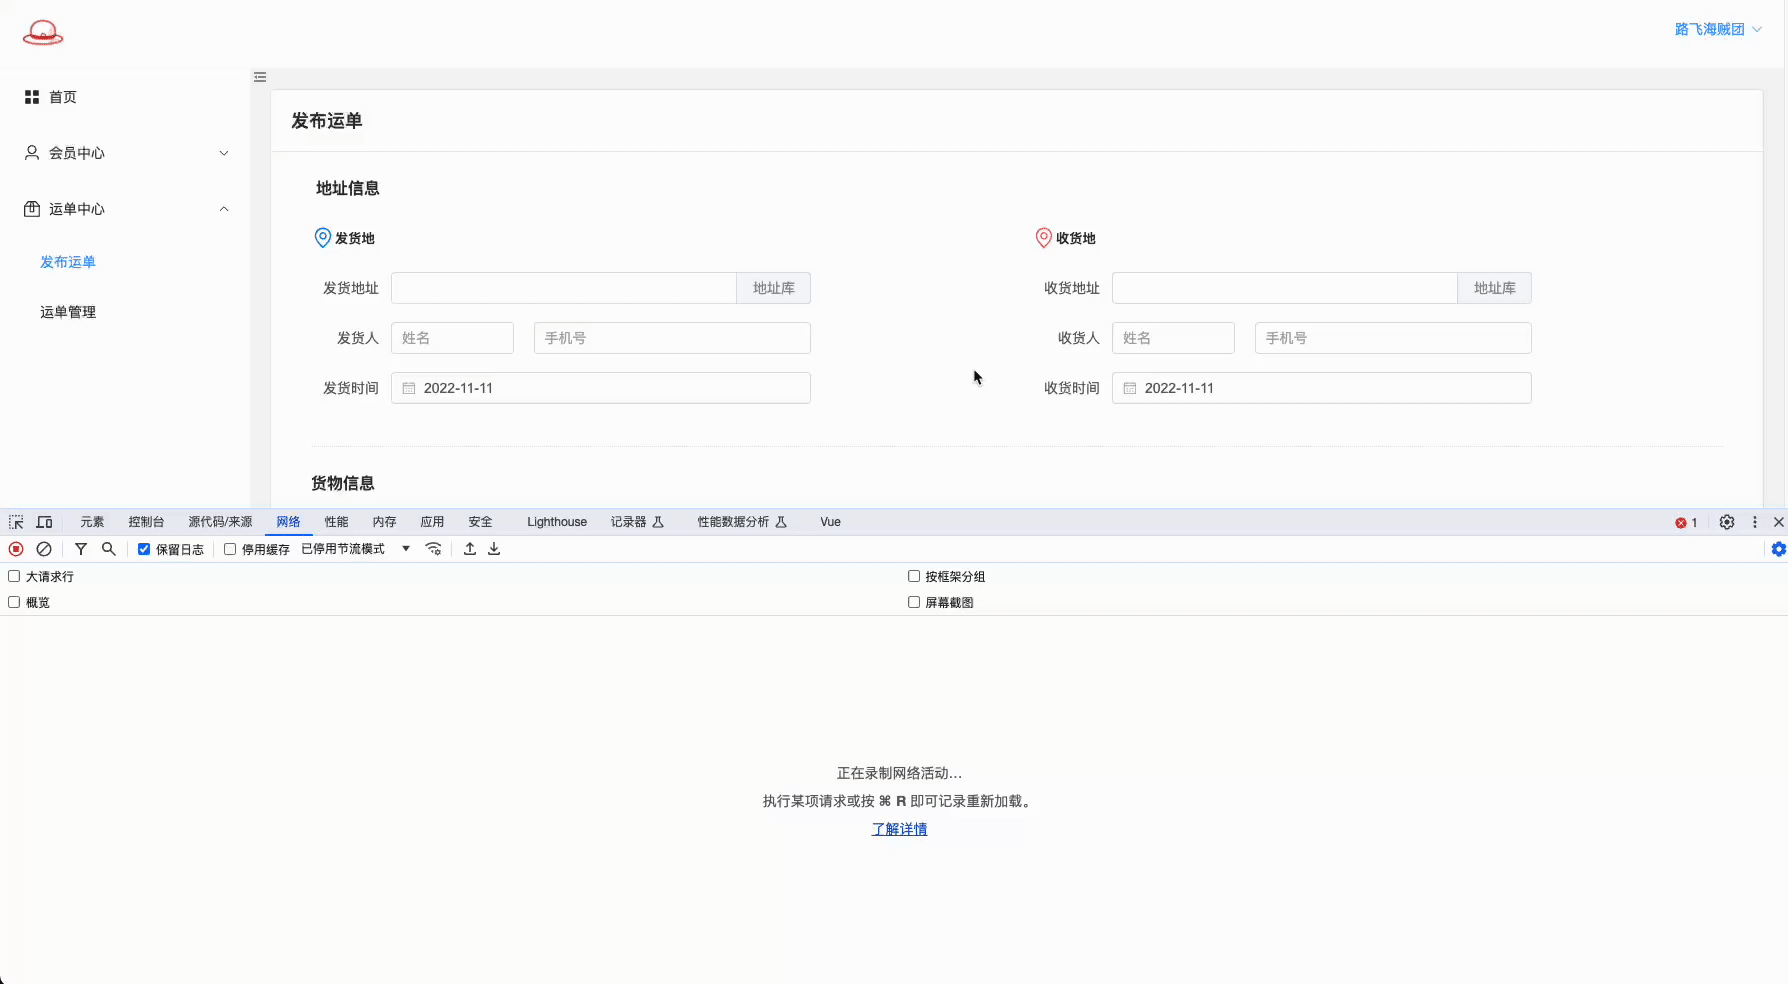 路飞海贼团
首页
会员中心
运单中心
发布运单
运单管理
发布运单
地址信息
发货地
发货地址 地址库
发货人 姓名 手机号
发货时间 2022-11-11
收货地
收货地址 地址库
收货人 姓名 手机号
收货时间 2022-11-11
货物信息
元素 控制台 源代码/来源 网络 性能 内存 应用 安全 Lighthouse 记录器 性能数据分析 Vue 1
保留日志 停用缓存 已停用节流模式
大请求行 按框架分组
概览 屏幕截图
正在录制网络活动…
执行某项请求或按 ⌘ R 即可记录重新加载。
了解详情